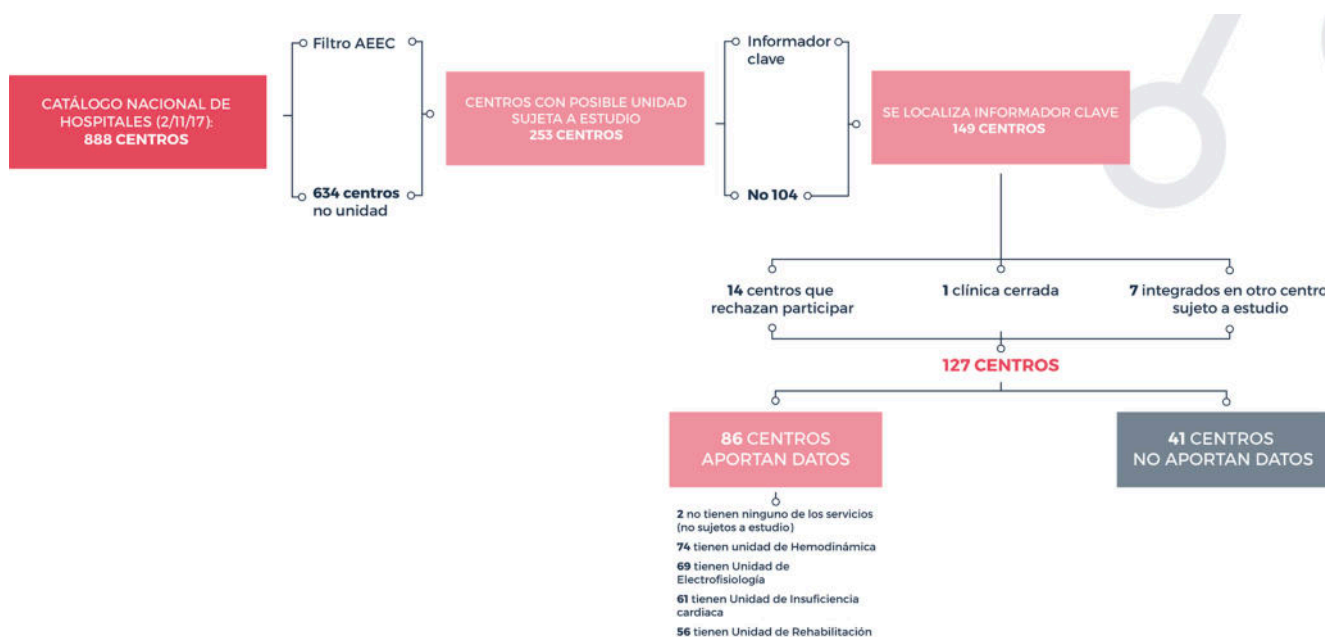 Filtro AEEC
CATÁLOGO NACIONAL DE
HOSPITALES (2/11/17):
888 CENTROS
634 centros
no unidad
CENTROS CON POSIBLE UNIDAD
SUJETA A ESTUDIO
253 CENTROS
Informador
clave
No 104
SE LOCALIZA INFORMADOR CLAVE
149 CENTROS
14 centros que
rechazan participar
1 clínica cerrada
7 integrados en otro centro
sujeto a estudio
127 CENTROS
86 CENTROS
APORTAN DATOS
41 CENTROS
NO APORTAN DATOS
2 no tienen ninguno de los servicios
(no sujetos a estudio)
74 tienen unidad de Hemodinámica
69 tienen Unidad de
Electrofisiología
61 tienen Unidad de Insuficiencia
cardiaca
56 tienen Unidad de Rehabilitación